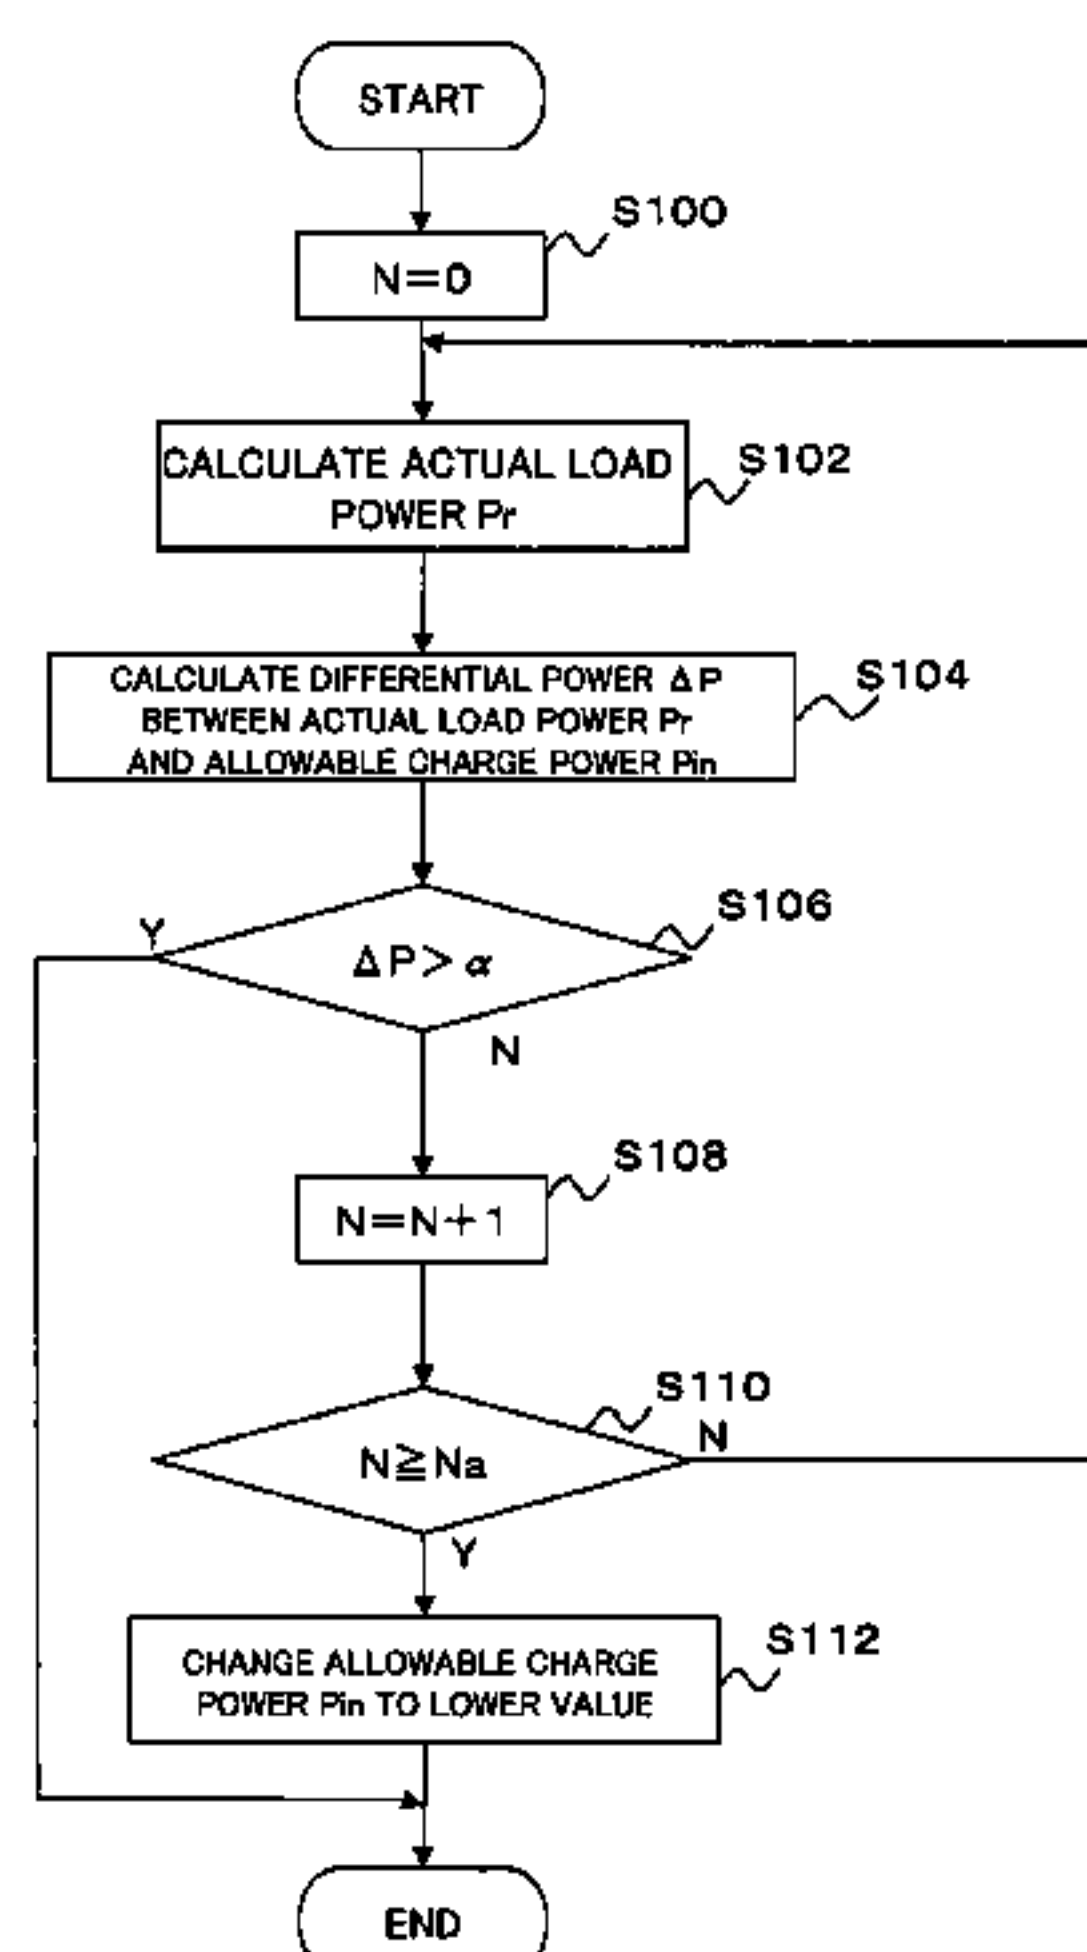 START
S100
N=0
CALCULATE ACTUAL LOAD
POWER Pr
S102
CALCULATE DIFFERENTIAL POWER ΔP
BETWEEN ACTUAL LOAD POWER Pr
AND ALLOWABLE CHARGE POWER Pin
S104
S106
Y
ΔP>α
N
S108
N=N+1
S110
N≧Na
N
Y
S112
CHANGE ALLOWABLE CHARGE
POWER Pin TO LOWER VALUE
END